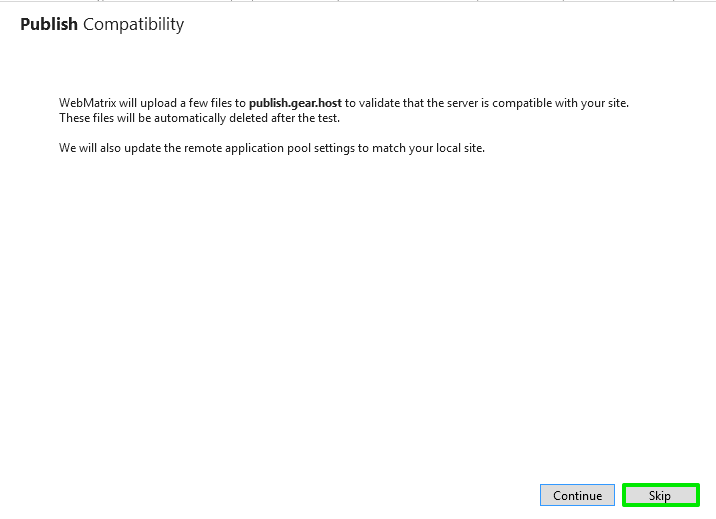 Publish Compatibility
WebMatrix will upload a few files to publish.gear.host to validate that the server is compatible with your site.
These files will be automatically deleted after the test.
We will also update the remote application pool settings to match your local site.
Continue
Skip